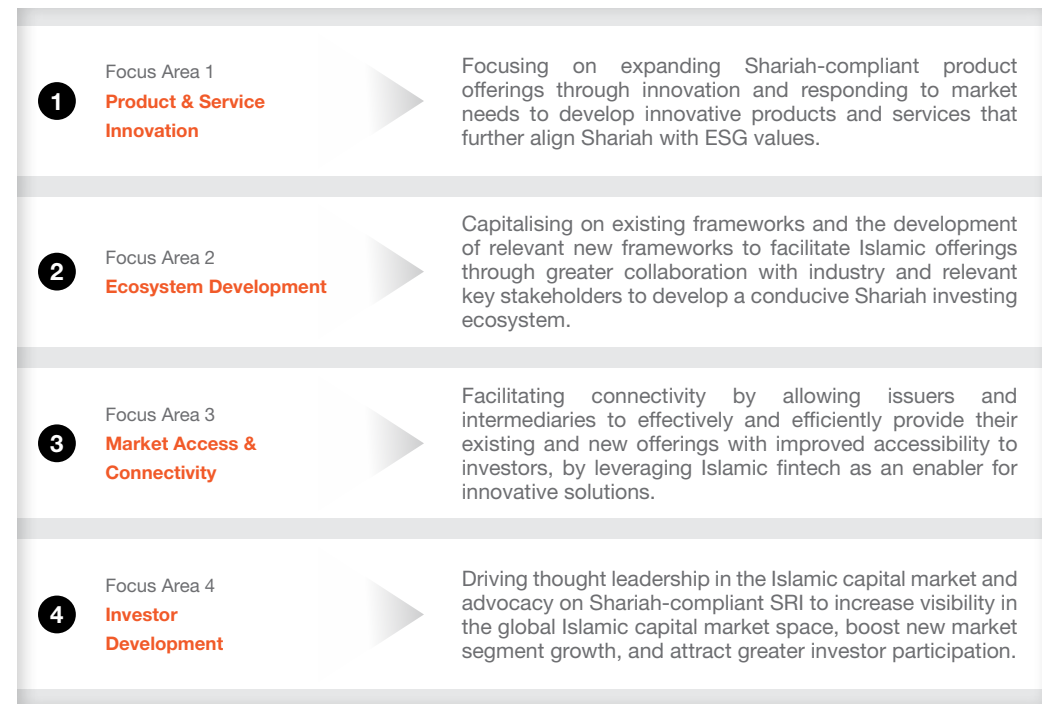 1
Focus Area 1
Product & Service
Innovation
Focusing on expanding Shariah-compliant product
offerings through innovation and responding to market
needs to develop innovative products and services that
further align Shariah with ESG values.
2
Focus Area 2
Ecosystem Development
Capitalising on existing frameworks and the development
of relevant new frameworks to facilitate Islamic offerings
through greater collaboration with industry and relevant
key stakeholders to develop a conducive Shariah investing
ecosystem.
3
Focus Area 3
Market Access &
Connectivity
Facilitating connectivity by allowing issuers and
intermediaries to effectively and efficiently provide their
existing and new offerings with improved accessibility to
investors, by leveraging Islamic fintech as an enabler for
innovative solutions.
4
Focus Area 4
Investor
Development
Driving thought leadership in the Islamic capital market and
advocacy on Shariah-compliant SRI to increase visibility in
the global Islamic capital market space, boost new market
segment growth, and attract greater investor participation.